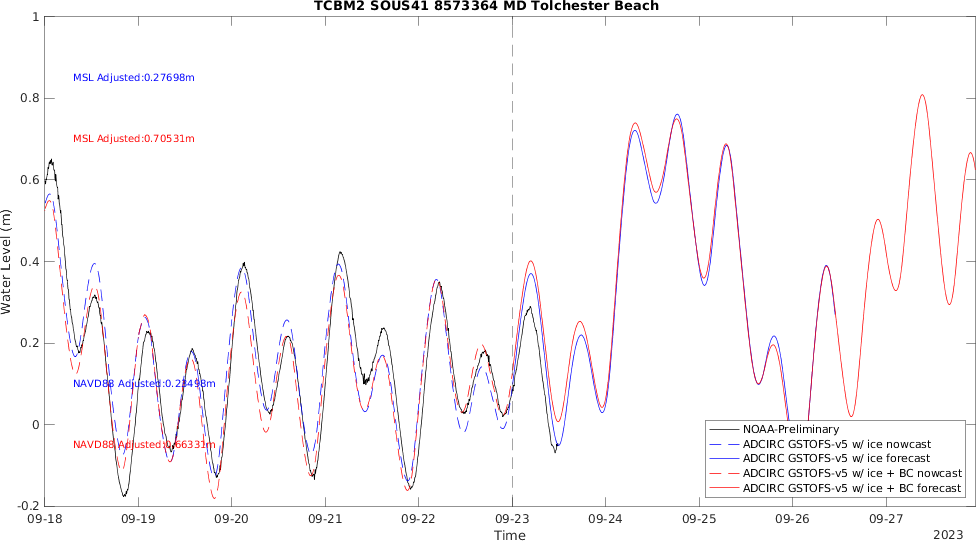 TCBM2 SOUS41 8573364 MD Tolchester Beach
Water Level (m)
1
0.8
0.6
0.4
0.2
0
-0.2
MSL Adjusted:0.27698m
MSL Adjusted:0.70531m
NAVD88 Adjusted:0.23498m
NAVD88 Adjusted:0.66331m
NOAA-Preliminary
ADCIRC GSTOFS-v5 w/ ice nowcast
ADCIRC GSTOFS-v5 w/ ice forecast
ADCIRC GSTOFS-v5 w/ ice + BC nowcast
ADCIRC GSTOFS-v5 w/ ice + BC forecast
09-18 09-19 09-20 09-21 09-22 09-23 09-24 09-25 09-26 09-27
Time
2023